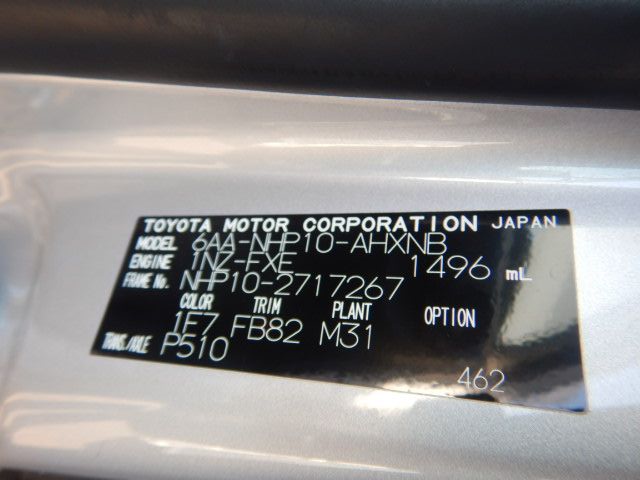 TOYOTA MOTOR CORPORATION JAPAN
MODEL 6AA-NHP10-AHXNB
ENGINE 1NZ-FXE 1496 mL
FRAME No. NHP10-2717267
COLOR TRIM PLANT OPTION
1F7 FB82 M31
TRANS./AXLE P510
462